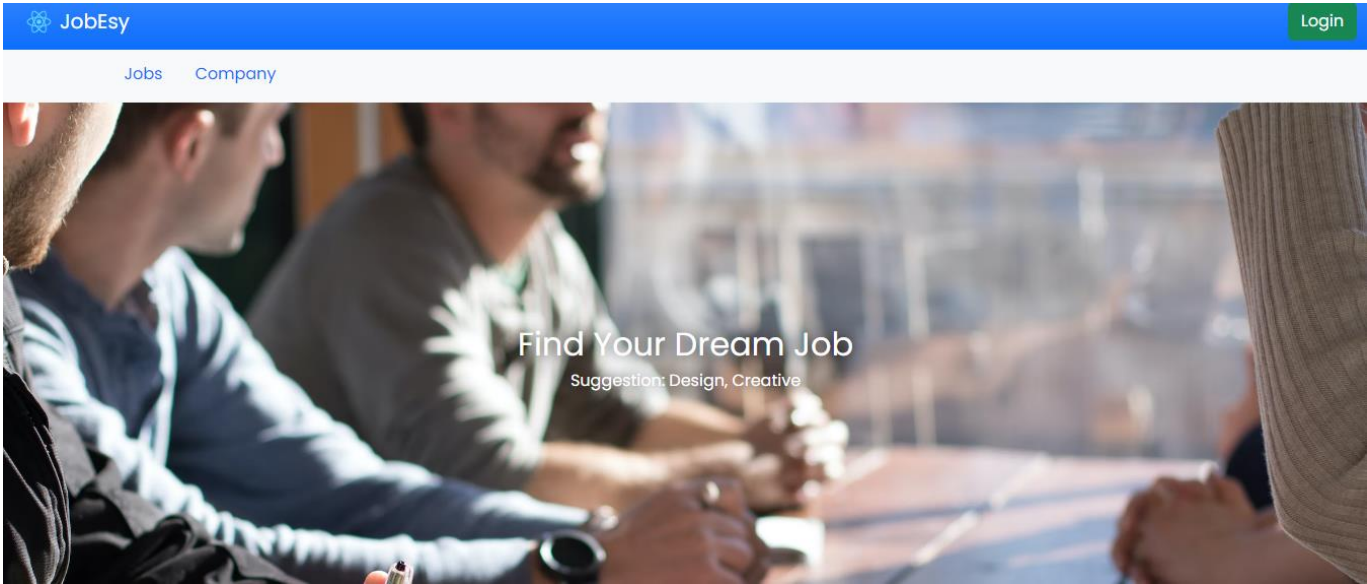 JobEsy
Login
Jobs Company
Find Your Dream Job
Suggestion: Design, Creative